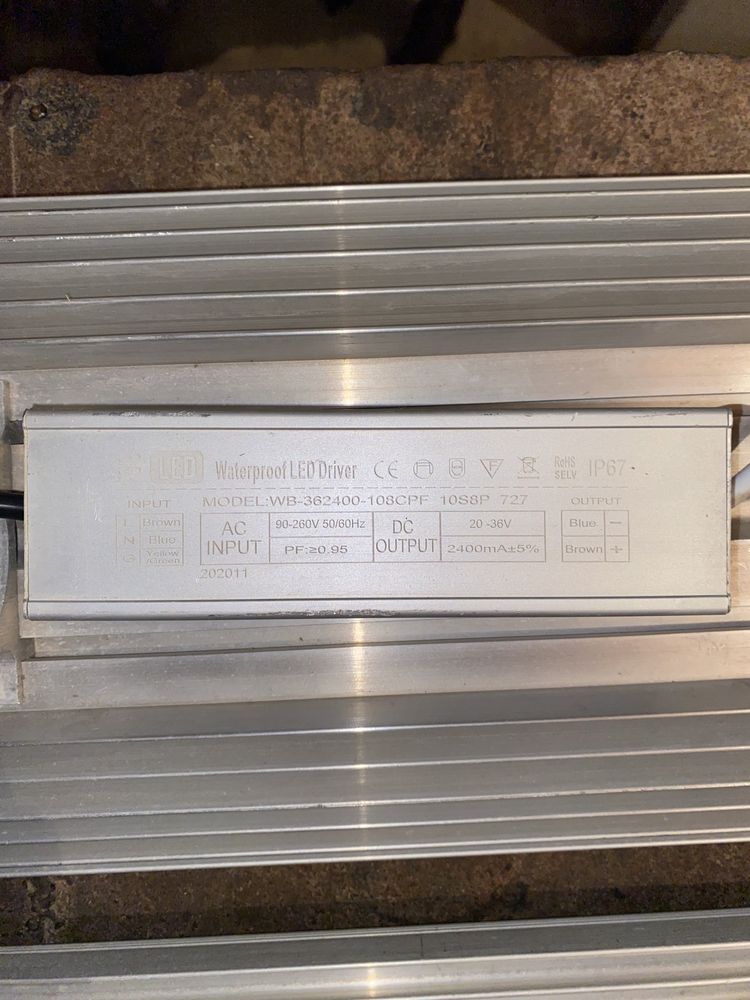 LED Waterproof LED Driver CE RoHS SELV IP67
INPUT MODEL:WB-362400-108CPF 10S8P 727 OUTPUT
L Brown AC INPUT 90-260V 50/60Hz DC OUTPUT 20 -36V Blue －
N Blue PF:≥0.95 2400mA±5% Brown +
G Yellow/Green
202011